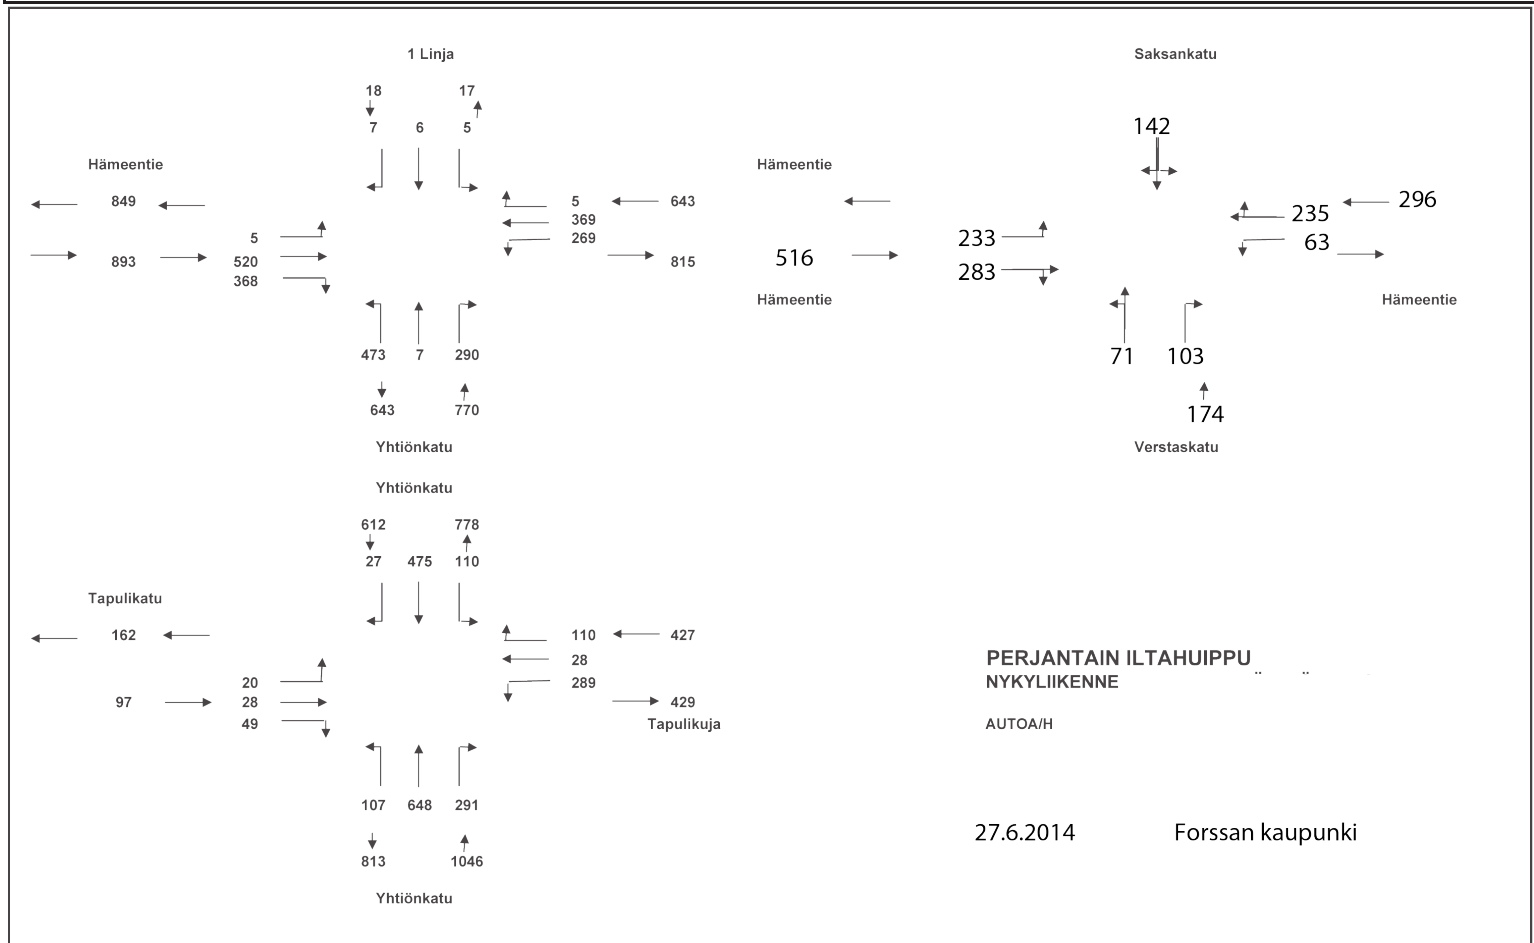 1 Linja
18 17
7 6 5
Hämeentie
849
893
5
520
368
5
369
269
643
815
473 7 290
643 770
Yhtiönkatu
Saksankatu
142
Hämeentie
516
Hämeentie
233
283
235
63
296
Hämeentie
71 103
174
Verstaskatu
Yhtiönkatu
612 778
27 475 110
Tapulikatu
162
97
20
28
49
110
28
289
427
429
Tapulikuja
107 648 291
813 1046
Yhtiönkatu
PERJANTAIN ILTAHUIPPU
NYKYLIIKENNE
AUTOA/H
27.6.2014 Forssan kaupunki